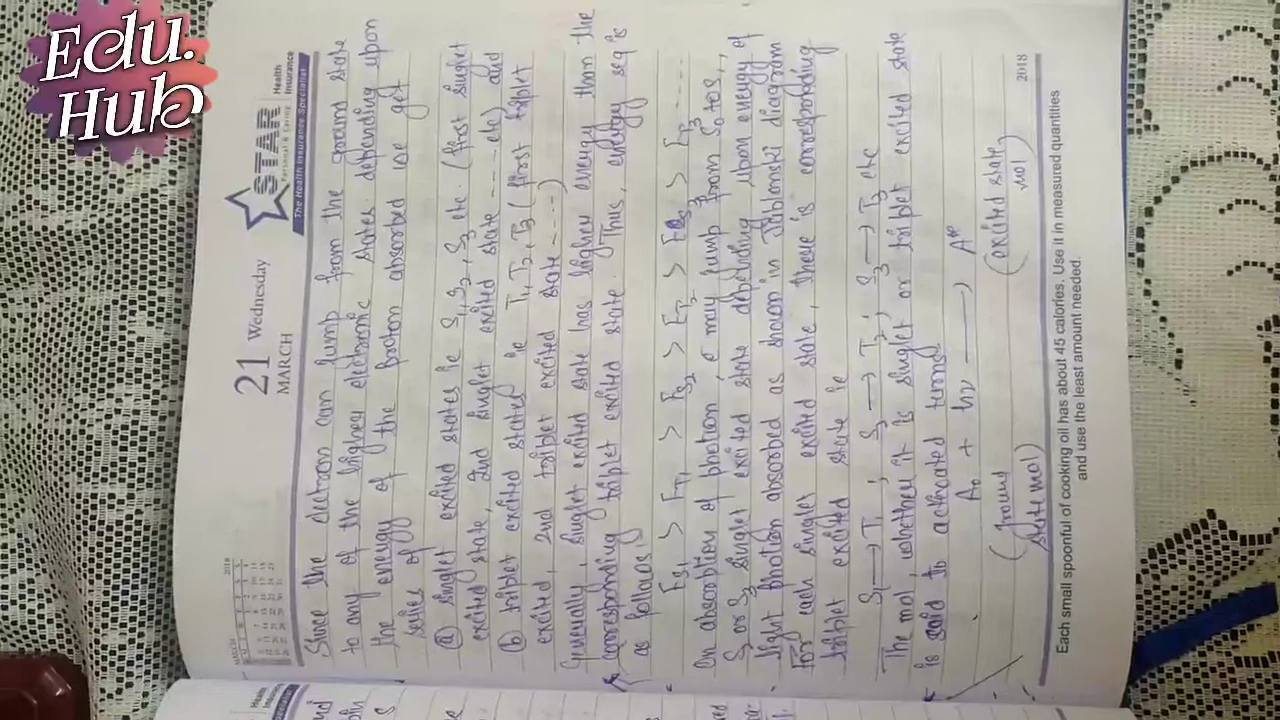 Edu.
Hub
MARCH 2018
21 Wednesday
MARCH
STAR
Health
Insurance
Personal & Caring
The Health Insurance Specialist
Since the electron can jump from the ground state
to any of the higher electronic states depending upon
the energy of the photon absorbed we get
series of
(a) singlet excited states ie S1, S2, S3 etc. (first singlet
excited state, 2nd singlet excited state ---- etc) and
(b) triplet excited states ie T1, T2, T3 (first triplet
excited, 2nd triplet excited state ----)
Generally, singlet excited state has higher energy than the
corresponding triplet excited state. Thus, energy seq is
as follows:
ES1 > ET1 > ES2 > ET2 > ES3 > ET3 ------
On absorbtion of photion, e⁻ may jump from S0 to S1,
S2 or S3 singlet excited state depending upon energy of
light photion absorbed as shown in Jablonski diagram
For each singlet excited state, there is corresponding
triplet excited state ie
S1 → T1 ; S2 → T2 ; S3 → T3 etc
The mol, whether it is singlet or triplet excited state
is said to activated terms
A0 + hν → A*
(ground (excited state
state mol) mol)
2018
Each small spoonful of cooking oil has about 45 calories. Use it in measured quantities
and use the least amount needed.